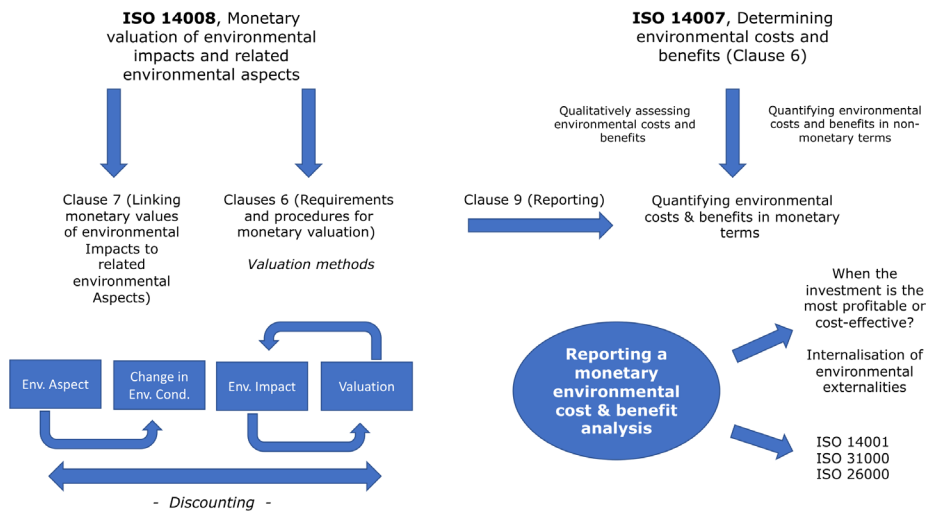 ISO 14008, Monetary
valuation of environmental
impacts and related
environmental aspects
ISO 14007, Determining
environmental costs and
benefits (Clause 6)
Qualitatively assessing
environmental costs and
benefits
Quantifying environmental
costs and benefits in non-
monetary terms
Clause 7 (Linking
monetary values
of environmental
Impacts to
related
environmental
Aspects)
Clauses 6 (Requirements
and procedures for
monetary valuation)
Valuation methods
Clause 9 (Reporting)
Quantifying environmental
costs & benefits in monetary
terms
Env. Aspect
Change in
Env. Cond.
Env. Impact
Valuation
- Discounting -
Reporting a
monetary
environmental
cost & benefit
analysis
When the
investment is the
most profitable or
cost-effective?
Internalisation of
environmental
externalities
ISO 14001
ISO 31000
ISO 26000